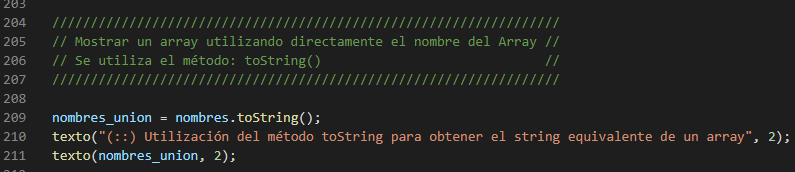 203
204 //////////////////////////////////////////////////////////////////
205 // Mostrar un array utilizando directamente el nombre del Array //
206 // Se utiliza el método: toString() //
207 //////////////////////////////////////////////////////////////////
208
209 nombres_union = nombres.toString();
210 texto("(::) Utilización del método toString para obtener el string equivalente de un array", 2);
211 texto(nombres_union, 2);